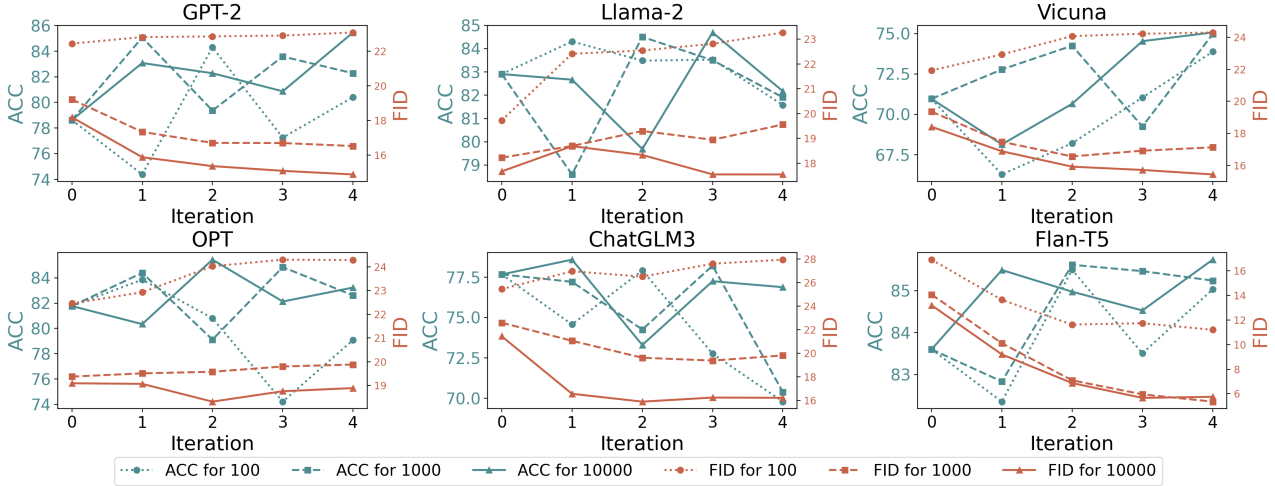 GPT-2
86
84
82
80
78
76
74
ACC
22
20
18
16
FID
0 1 2 3 4
Iteration
Llama-2
85
84
83
82
81
80
79
ACC
23
22
21
20
19
18
FID
0 1 2 3 4
Iteration
Vicuna
75.0
72.5
70.0
67.5
ACC
24
22
20
18
16
FID
0 1 2 3 4
Iteration
OPT
84
82
80
78
76
74
ACC
24
23
22
21
20
19
FID
0 1 2 3 4
Iteration
ChatGLM3
77.5
75.0
72.5
70.0
ACC
28
26
24
22
20
18
16
FID
0 1 2 3 4
Iteration
Flan-T5
85
84
83
ACC
16
14
12
10
8
6
FID
0 1 2 3 4
Iteration
ACC for 100 ACC for 1000 ACC for 10000 FID for 100 FID for 1000 FID for 10000